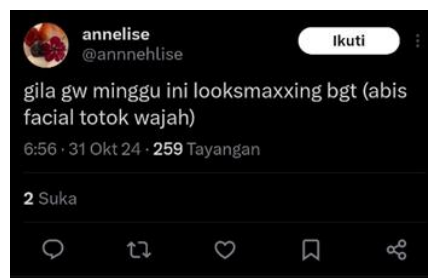 annelise
@annnehlise
Ikuti
gila gw minggu ini looksmaxxing bgt (abis
facial totok wajah)
6:56 · 31 Okt 24 · 259 Tayangan
2 Suka